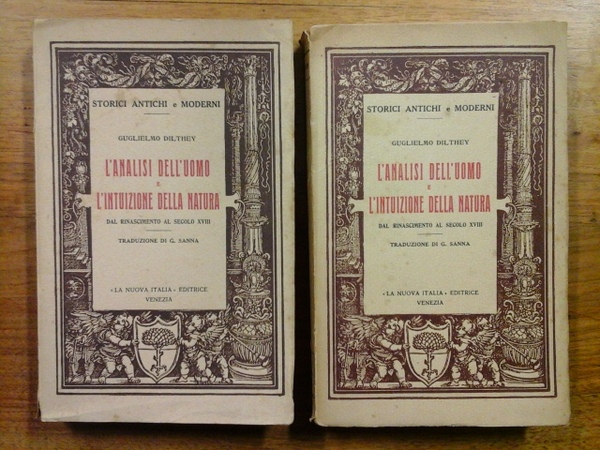 STORICI ANTICHI e MODERNI
GUGLIELMO DILTHEY
L'ANALISI DELL'UOMO
E
L'INTUIZIONE DELLA NATURA
DAL RINASCIMENTO AL SECOLO XVIII
TRADUZIONE DI G. SANNA
«LA NUOVA ITALIA» EDITRICE
VENEZIA
STORICI ANTICHI e MODERNI
GUGLIELMO DILTHEY
L'ANALISI DELL'UOMO
E
L'INTUIZIONE DELLA NATURA
DAL RINASCIMENTO AL SECOLO XVIII
TRADUZIONE DI G. SANNA
«LA NUOVA ITALIA» EDITRICE
VENEZIA